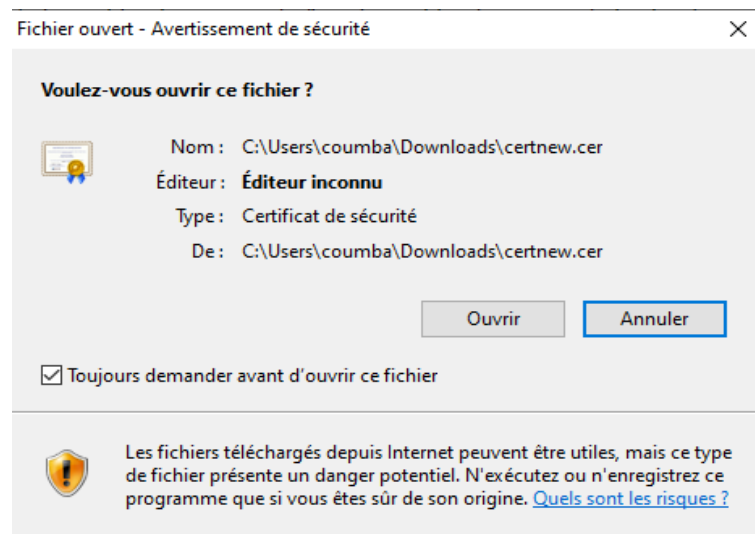 Fichier ouvert - Avertissement de sécurité
Voulez-vous ouvrir ce fichier ?
Nom : C:\Users\coumba\Downloads\certnew.cer
Éditeur : Éditeur inconnu
Type : Certificat de sécurité
De : C:\Users\coumba\Downloads\certnew.cer
Ouvrir Annuler
Toujours demander avant d'ouvrir ce fichier
Les fichiers téléchargés depuis Internet peuvent être utiles, mais ce type
de fichier présente un danger potentiel. N'exécutez ou n'enregistrez ce
programme que si vous êtes sûr de son origine. Quels sont les risques ?